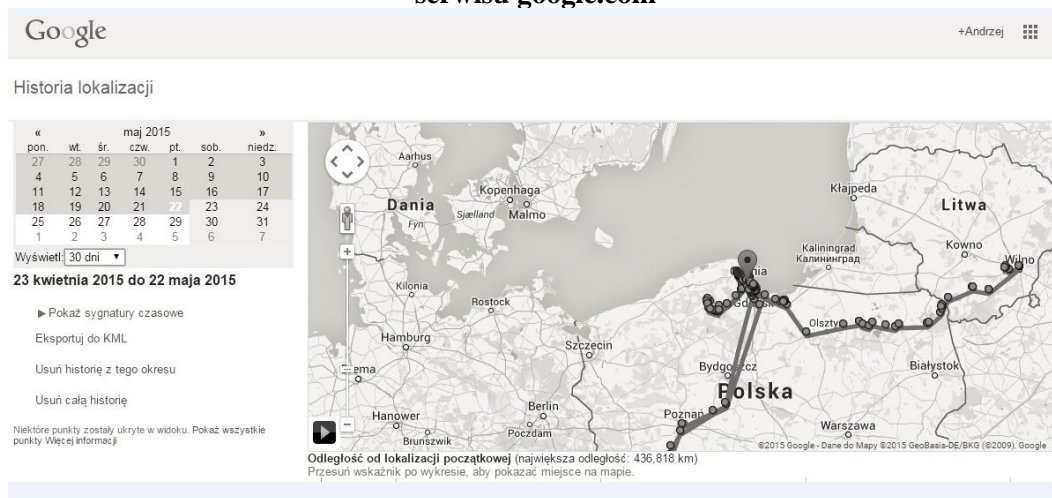 serwisu google.com
Google
+Andrzej
Historia lokalizacji
« maj 2015 »
pon. wt. śr. czw. pt. sob. niedz.
27 28 29 30 1 2 3
4 5 6 7 8 9 10
11 12 13 14 15 16 17
18 19 20 21 22 23 24
25 26 27 28 29 30 31
1 2 3 4 5 6 7
Wyświetl: 30 dni
23 kwietnia 2015 do 22 maja 2015
Pokaż sygnatury czasowe
Eksportuj do KML
Usuń historię z tego okresu
Usuń całą historię
Niektóre punkty zostały ukryte w widoku. Pokaż wszystkie
punkty Więcej informacji
Aarhus
Kopenhaga
Kłajpeda
Dania
Sjælland
Malmo
Litwa
Fyn
Kaliningrad
Калининград
Kowno
Wilno
Kilonia
Rostock
Hamburg
Szczecin
Bydgoszcz
Białystok
Polska
Berlin
Poznań
Hanower
Poczdam
Warszawa
Brunszwik
©2015 Google - Dane do Mapy ©2015 GeoBasis-DE/BKG (©2009), Google
Odległość od lokalizacji początkowej (największa odległość: 436,818 km)
Przesuń wskaźnik po wykresie, aby pokazać miejsce na mapie.